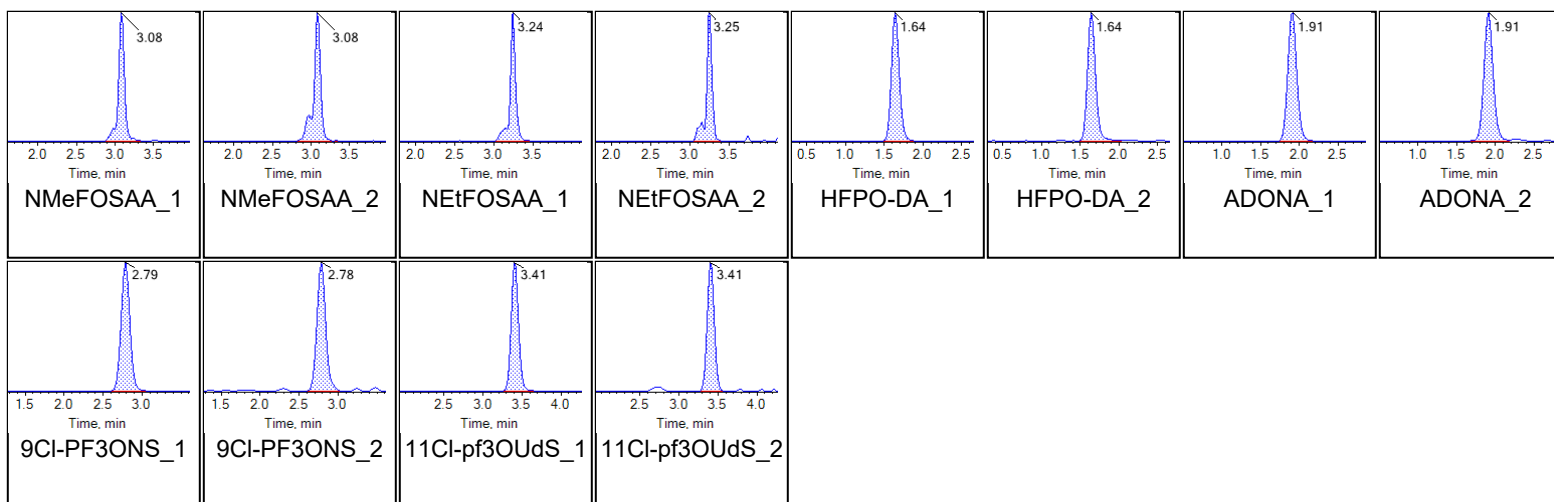 3.08
3.08
3.24
3.25
1.64
1.64
1.91
1.91
2.0 2.5 3.0 3.5
2.0 2.5 3.0 3.5
2.0 2.5 3.0 3.5
2.0 2.5 3.0 3.5
0.5 1.0 1.5 2.0 2.5
0.5 1.0 1.5 2.0 2.5
1.0 1.5 2.0 2.5
1.0 1.5 2.0 2.5
Time, min
Time, min
Time, min
Time, min
Time, min
Time, min
Time, min
Time, min
NMeFOSAA_1
NMeFOSAA_2
NEtFOSAA_1
NEtFOSAA_2
HFPO-DA_1
HFPO-DA_2
ADONA_1
ADONA_2
2.79
2.78
3.41
3.41
1.5 2.0 2.5 3.0
1.5 2.0 2.5 3.0
2.5 3.0 3.5 4.0
2.5 3.0 3.5 4.0
Time, min
Time, min
Time, min
Time, min
9Cl-PF3ONS_1
9Cl-PF3ONS_2
11Cl-pf3OUdS_1
11Cl-pf3OUdS_2